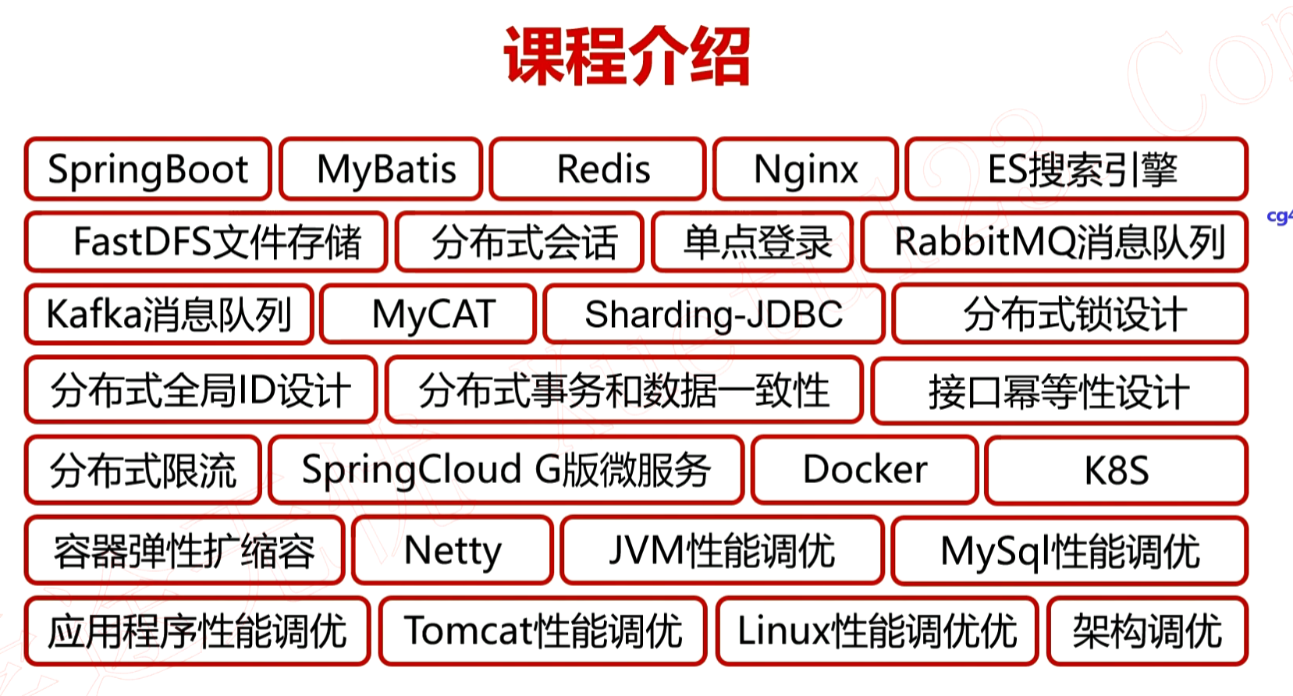 课程介绍
SpringBoot MyBatis Redis Nginx ES搜索引擎
FastDFS文件存储 分布式会话 单点登录 RabbitMQ消息队列
cg4
Kafka消息队列 MyCAT Sharding-JDBC 分布式锁设计
分布式全局ID设计 分布式事务和数据一致性 接口幂等性设计
分布式限流 SpringCloud G版微服务 Docker K8S
容器弹性扩缩容 Netty JVM性能调优 MySql性能调优
应用程序性能调优 Tomcat性能调优 Linux性能调优优 架构调优